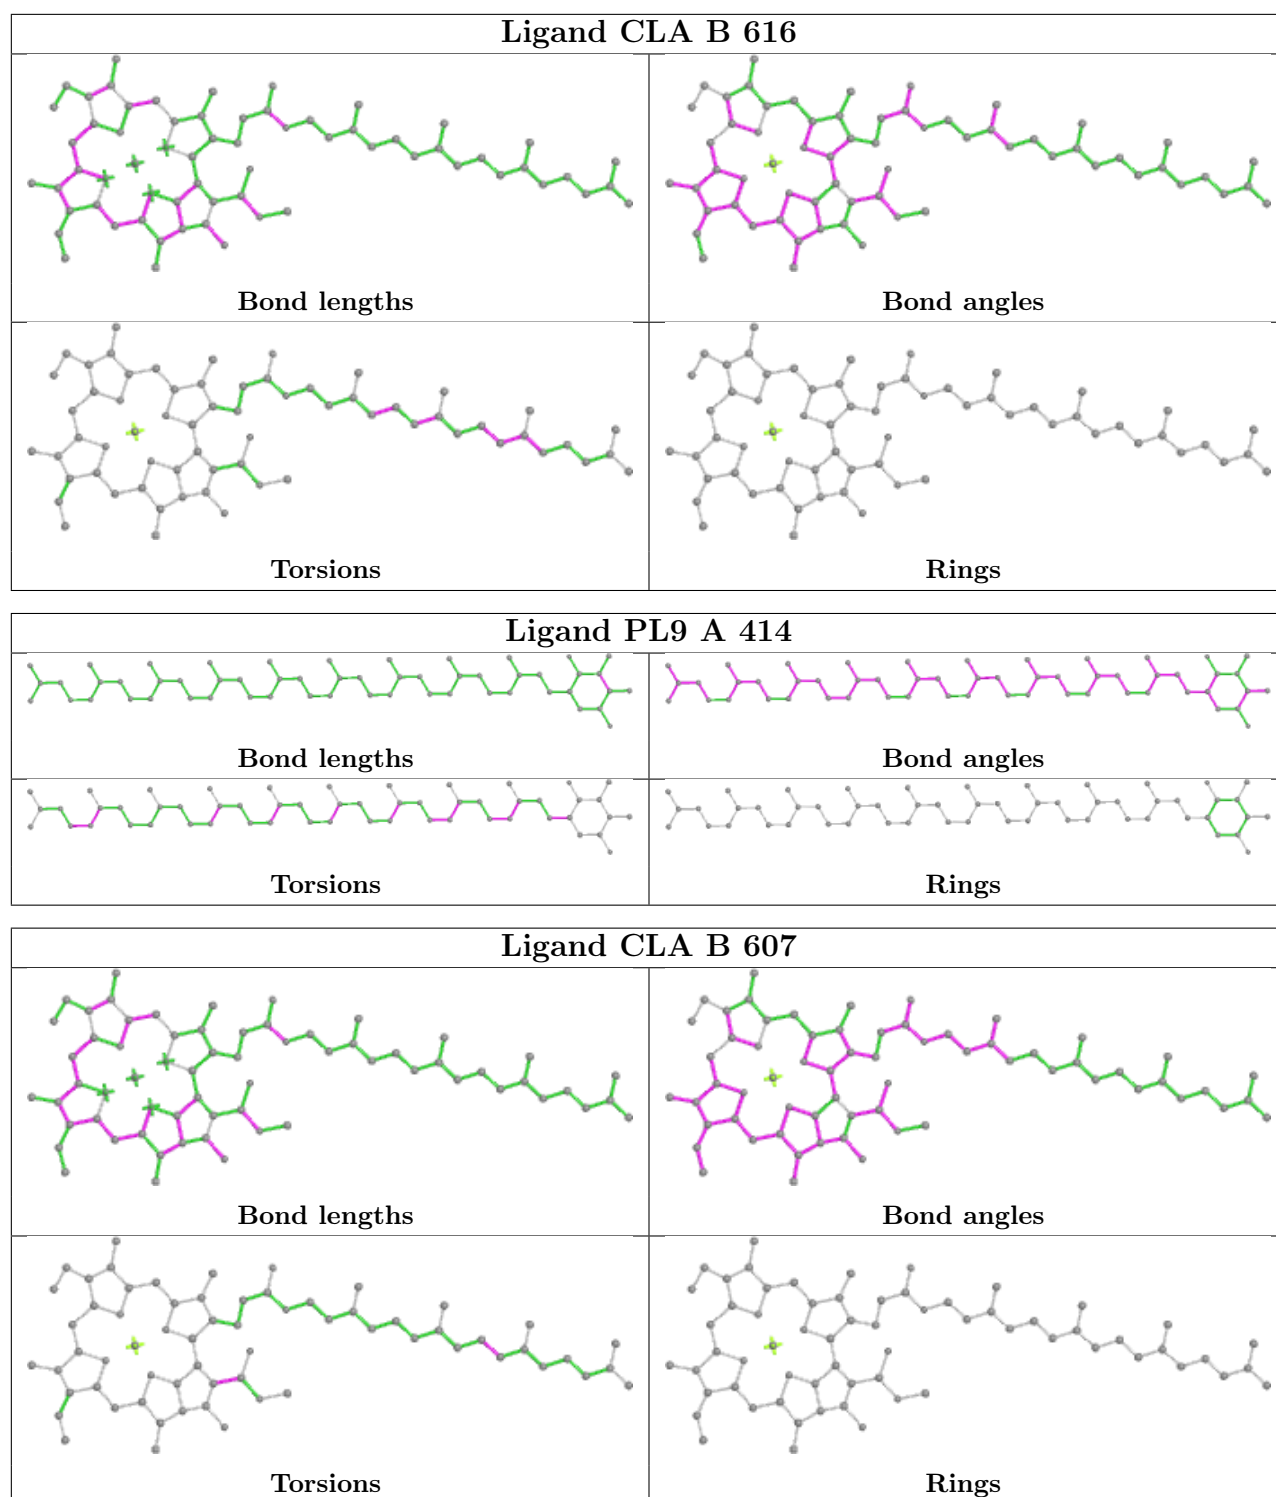 Ligand CLA B 616
Bond lengths
Bond angles
Torsions
Rings
Ligand PL9 A 414
Bond lengths
Bond angles
Torsions
Rings
Ligand CLA B 607
Bond lengths
Bond angles
Torsions
Rings